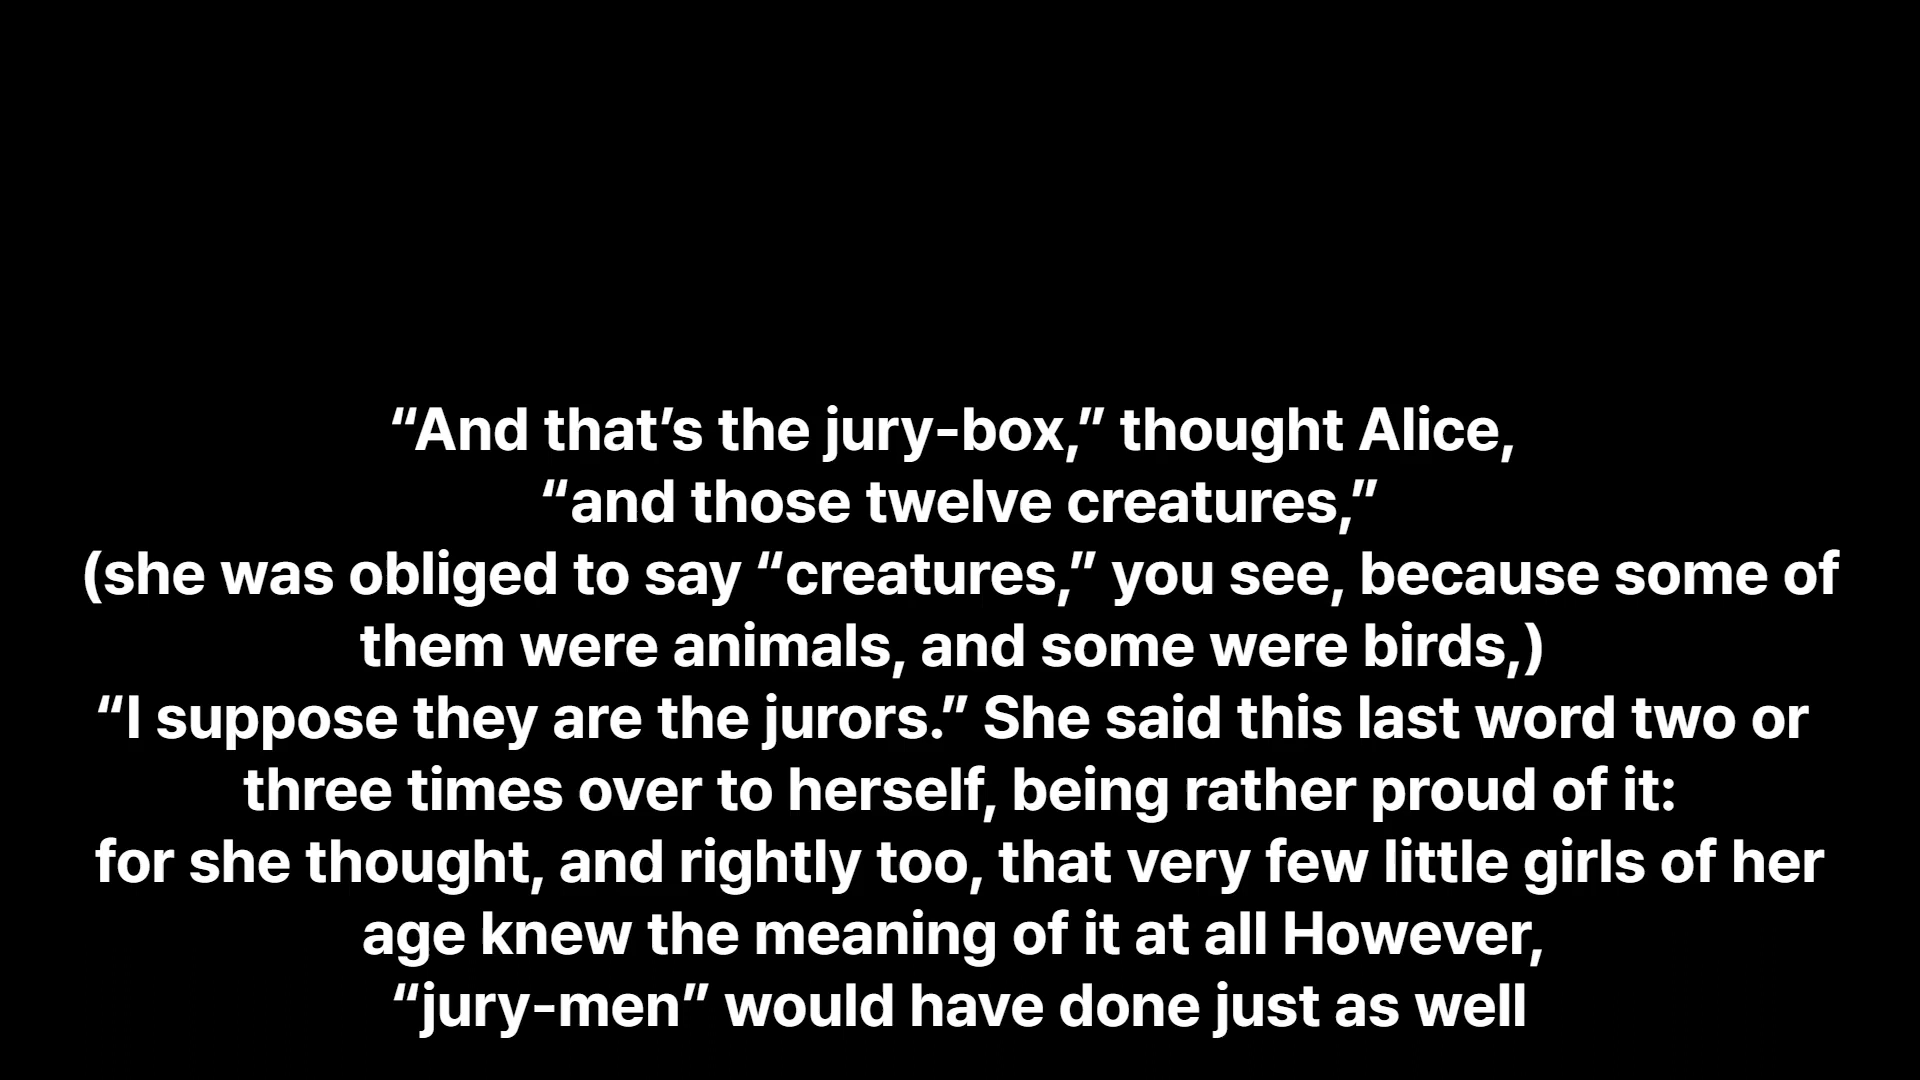 “And that’s the jury-box,” thought Alice,
“and those twelve creatures,”
(she was obliged to say “creatures,” you see, because some of
them were animals, and some were birds,)
“I suppose they are the jurors.” She said this last word two or
three times over to herself, being rather proud of it:
for she thought, and rightly too, that very few little girls of her
age knew the meaning of it at all However,
“jury-men” would have done just as well